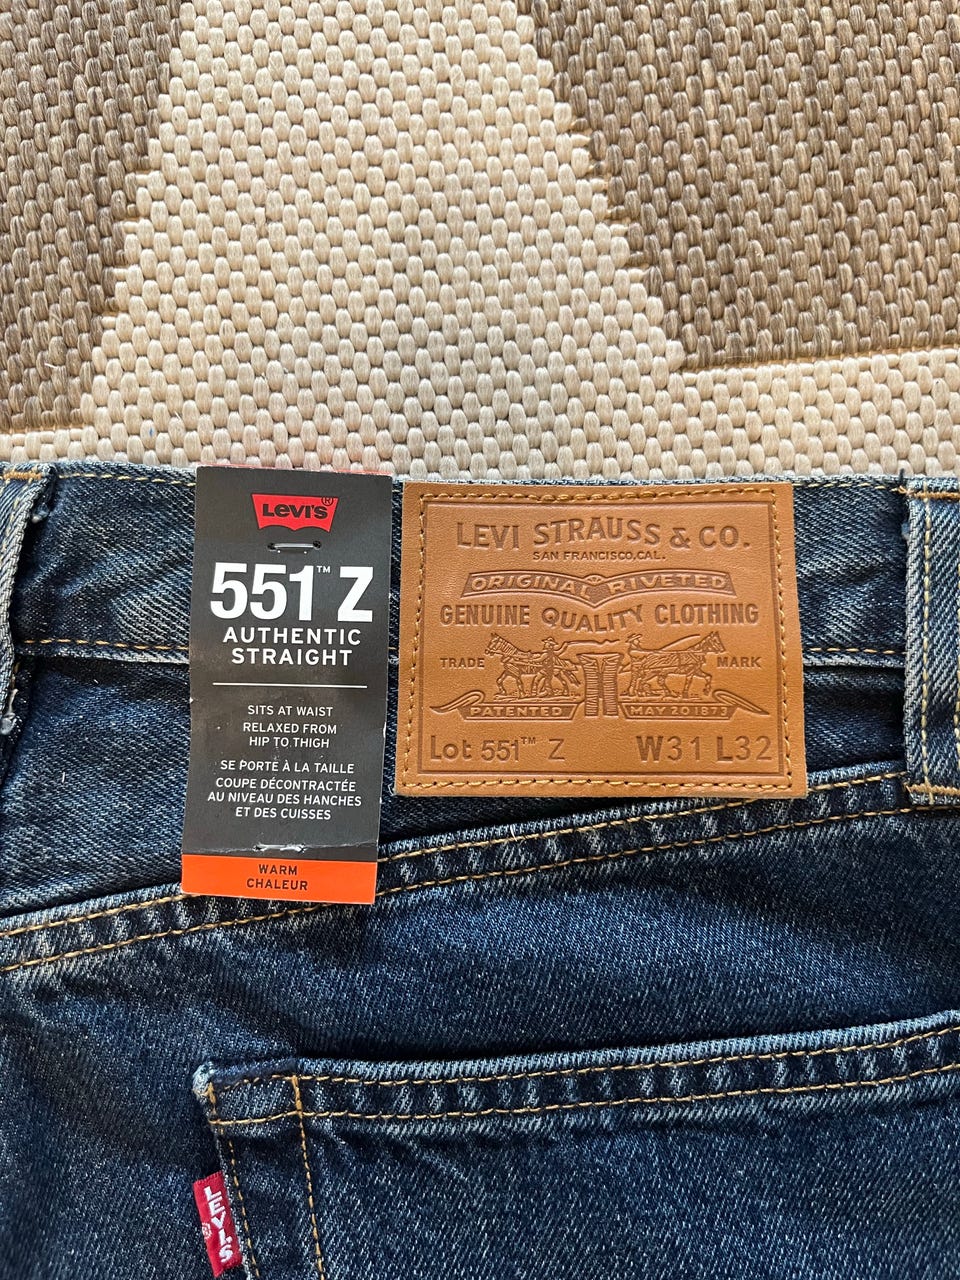 LEVI'S®
551™ Z
AUTHENTIC
STRAIGHT
SITS AT WAIST
RELAXED FROM
HIP TO THIGH
SE PORTE À LA TAILLE
COUPE DÉCONTRACTÉE
AU NIVEAU DES HANCHES
ET DES CUISSES
WARM
CHALEUR
LEVI STRAUSS & CO.
SAN FRANCISCO, CAL.
ORIGINAL RIVETED
GENUINE QUALITY CLOTHING
TRADE MARK
PATENTED MAY 20 1873
Lot 551™ Z W31 L32
LEVI'S
®